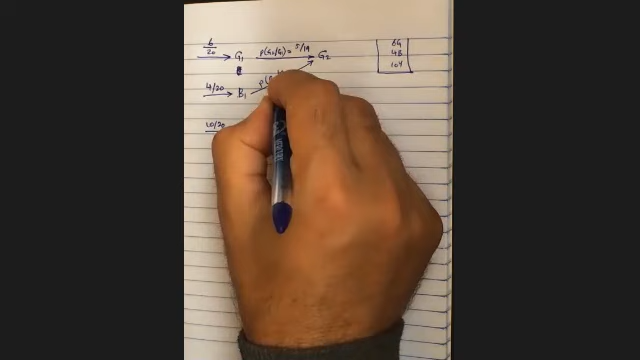 6/20 G₁ P(G₂/G₁) = 5/19 G₂
4/20 B₁
10/20
6G
4B
10Y